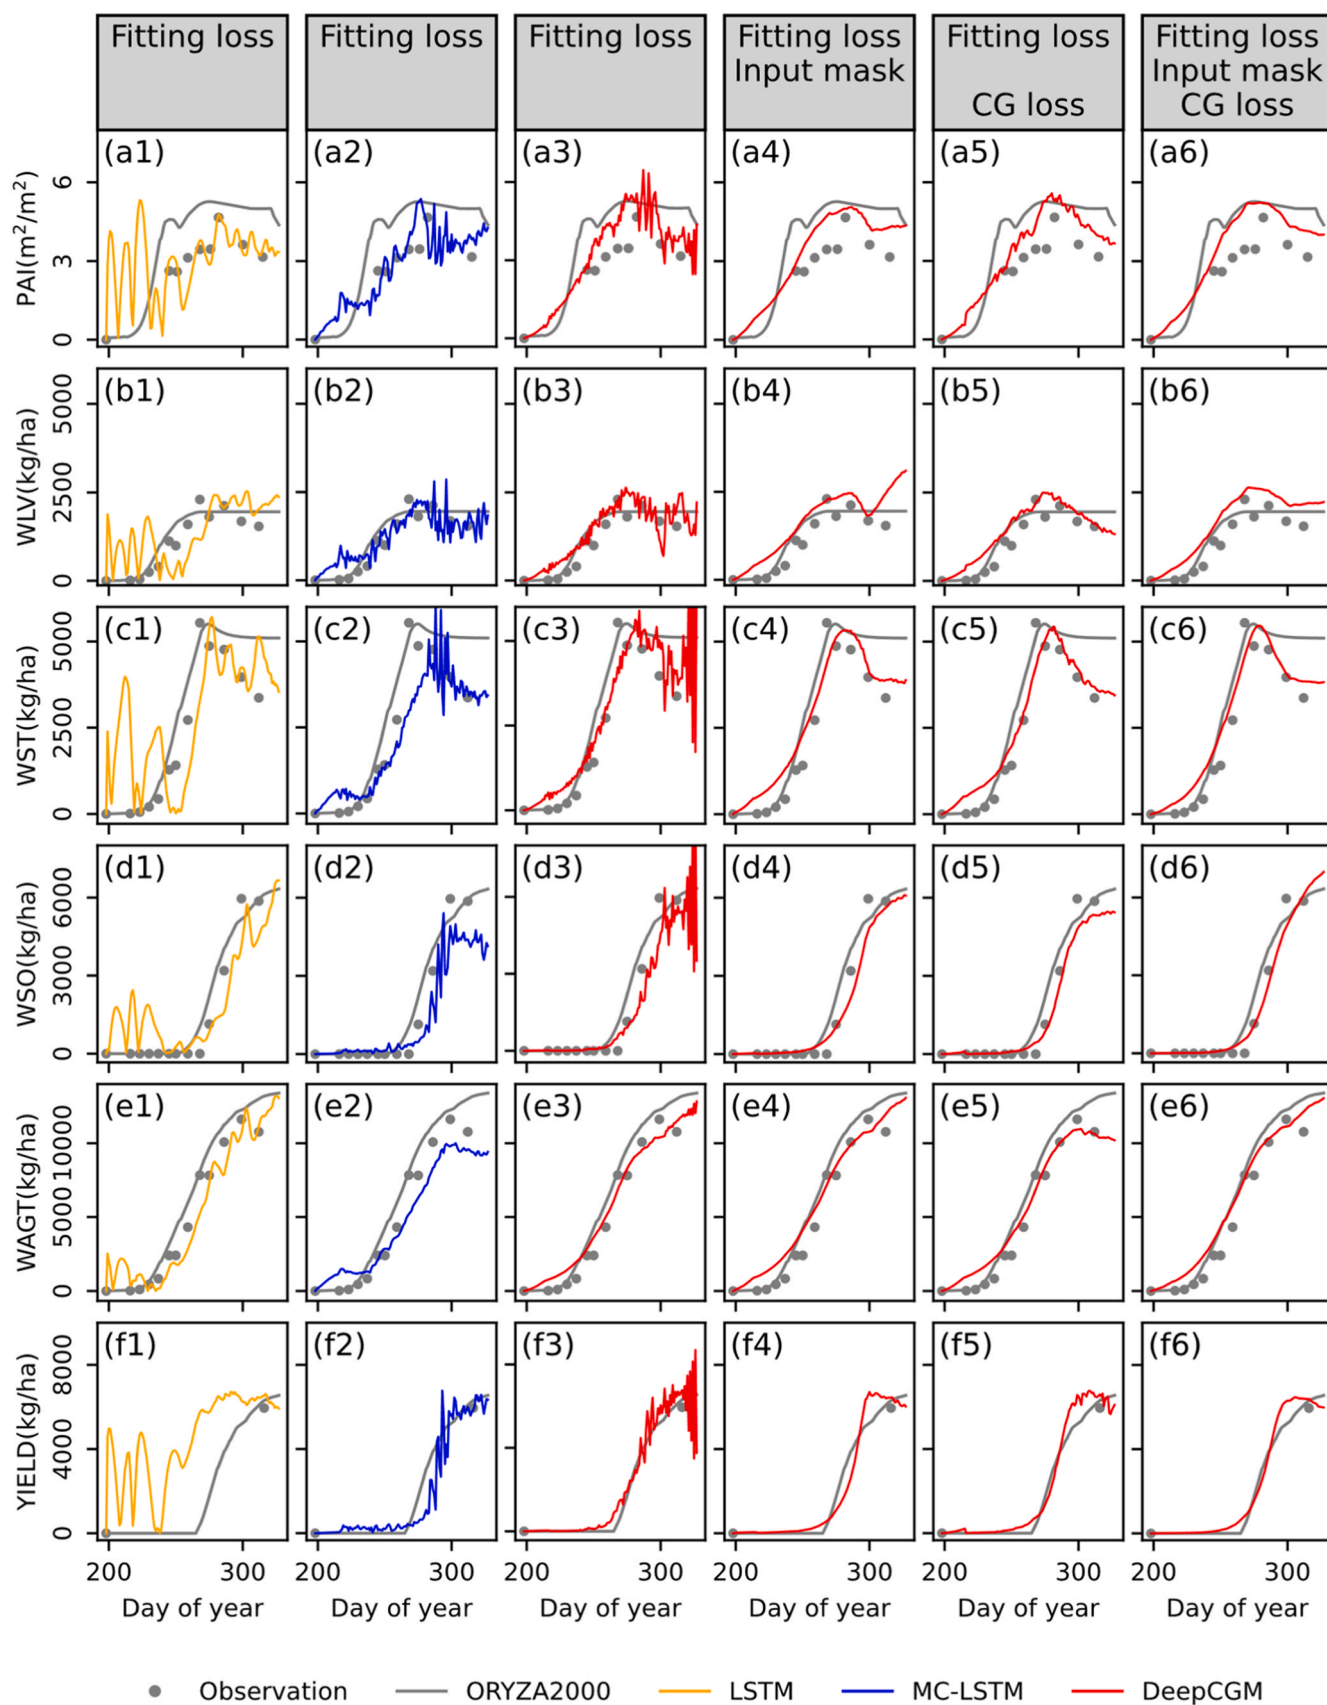 Fitting loss
Fitting loss
Fitting loss
Fitting loss
Input mask
Fitting loss
CG loss
Fitting loss
Input mask
CG loss
PAI(m²/m²)
6
3
0
(a1)
(a2)
(a3)
(a4)
(a5)
(a6)
WLV(kg/ha)
5000
2500
0
(b1)
(b2)
(b3)
(b4)
(b5)
(b6)
WST(kg/ha)
5000
2500
0
(c1)
(c2)
(c3)
(c4)
(c5)
(c6)
WSO(kg/ha)
6000
3000
0
(d1)
(d2)
(d3)
(d4)
(d5)
(d6)
WAGT(kg/ha)
10000
5000
0
(e1)
(e2)
(e3)
(e4)
(e5)
(e6)
YIELD(kg/ha)
8000
4000
0
(f1)
(f2)
(f3)
(f4)
(f5)
(f6)
200 300
200 300
200 300
200 300
200 300
200 300
Day of year
Day of year
Day of year
Day of year
Day of year
Day of year
Observation
ORYZA2000
LSTM
MC-LSTM
DeepCGM